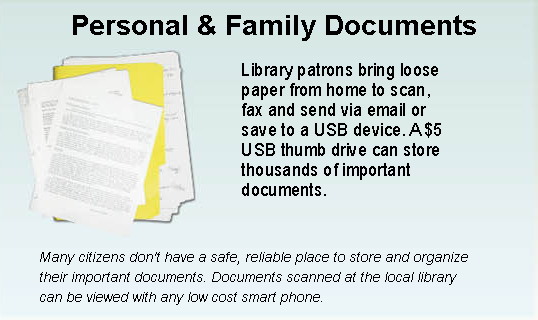 Personal & Family Documents
Library patrons bring loose
paper from home to scan,
fax and send via email or
save to a USB device. A $5
USB thumb drive can store
thousands of important
documents.
Many citizens don't have a safe, reliable place to store and organize
their important documents. Documents scanned at the local library
can be viewed with any low cost smart phone.